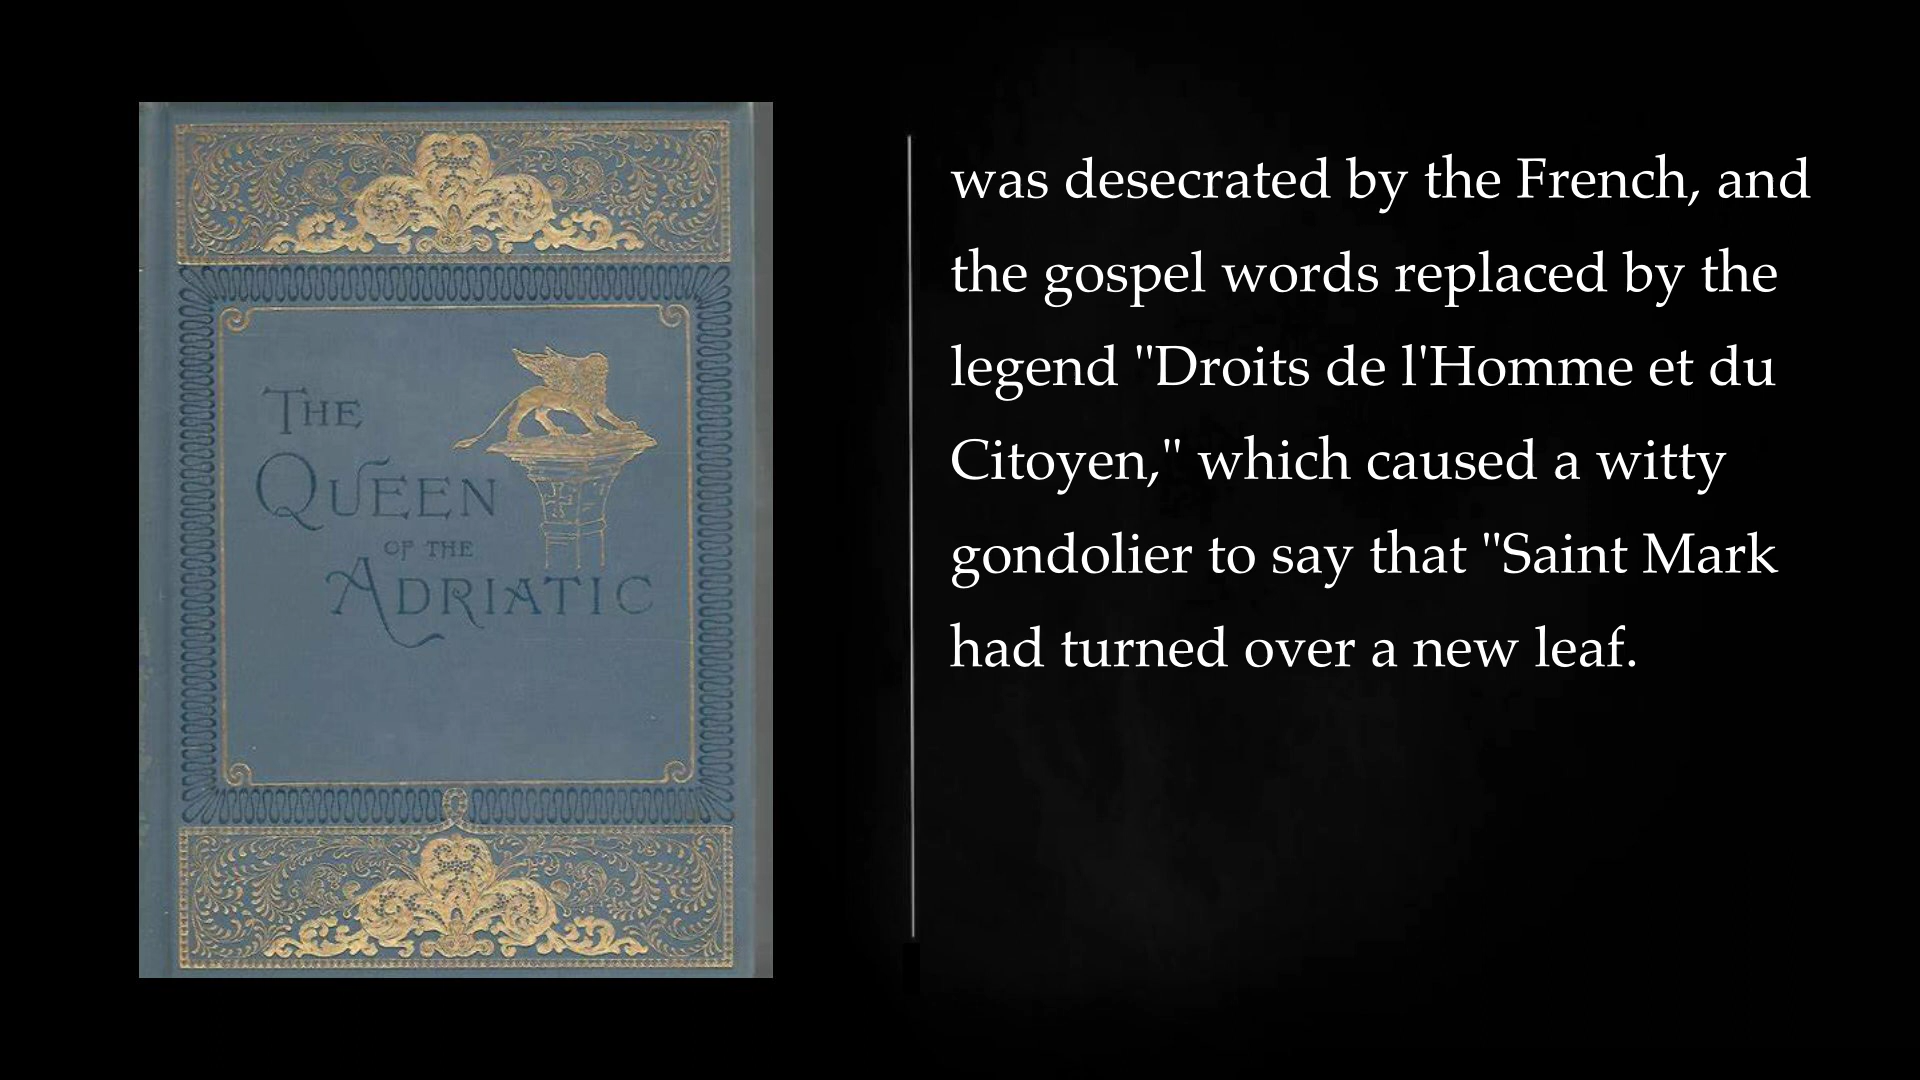 THE
QUEEN
OF THE
ADRIATIC
was desecrated by the French, and
the gospel words replaced by the
legend "Droits de l'Homme et du
Citoyen," which caused a witty
gondolier to say that "Saint Mark
had turned over a new leaf.